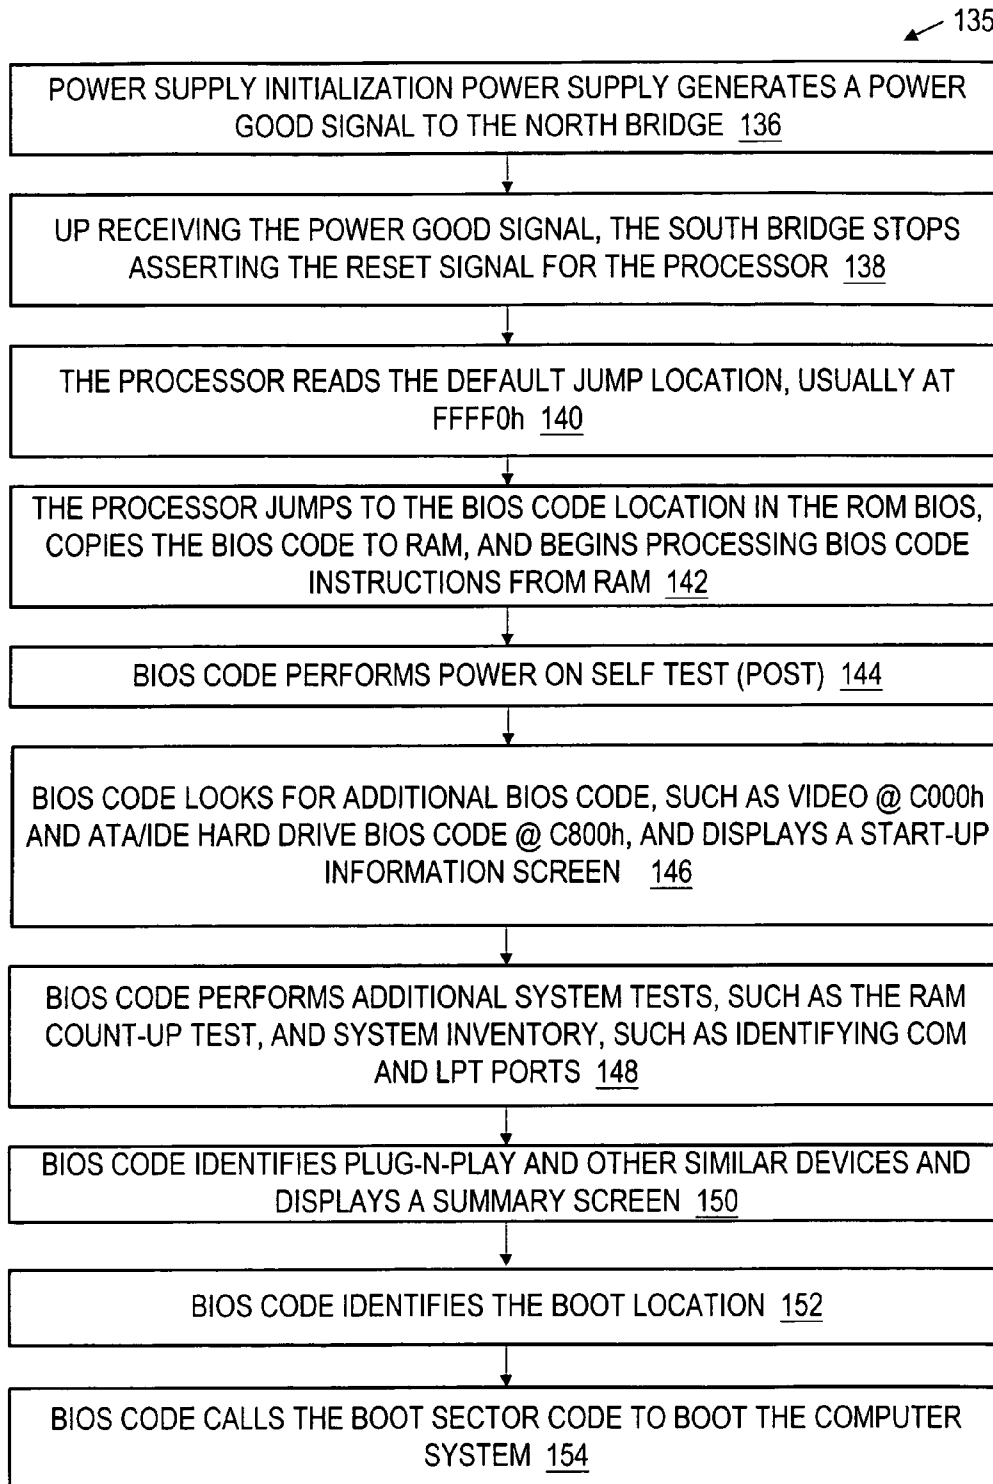 135
POWER SUPPLY INITIALIZATION POWER SUPPLY GENERATES A POWER
GOOD SIGNAL TO THE NORTH BRIDGE 136
UP RECEIVING THE POWER GOOD SIGNAL, THE SOUTH BRIDGE STOPS
ASSERTING THE RESET SIGNAL FOR THE PROCESSOR 138
THE PROCESSOR READS THE DEFAULT JUMP LOCATION, USUALLY AT
FFFF0h 140
THE PROCESSOR JUMPS TO THE BIOS CODE LOCATION IN THE ROM BIOS,
COPIES THE BIOS CODE TO RAM, AND BEGINS PROCESSING BIOS CODE
INSTRUCTIONS FROM RAM 142
BIOS CODE PERFORMS POWER ON SELF TEST (POST) 144
BIOS CODE LOOKS FOR ADDITIONAL BIOS CODE, SUCH AS VIDEO @ C000h
AND ATA/IDE HARD DRIVE BIOS CODE @ C800h, AND DISPLAYS A START-UP
INFORMATION SCREEN 146
BIOS CODE PERFORMS ADDITIONAL SYSTEM TESTS, SUCH AS THE RAM
COUNT-UP TEST, AND SYSTEM INVENTORY, SUCH AS IDENTIFYING COM
AND LPT PORTS 148
BIOS CODE IDENTIFIES PLUG-N-PLAY AND OTHER SIMILAR DEVICES AND
DISPLAYS A SUMMARY SCREEN 150
BIOS CODE IDENTIFIES THE BOOT LOCATION 152
BIOS CODE CALLS THE BOOT SECTOR CODE TO BOOT THE COMPUTER
SYSTEM 154